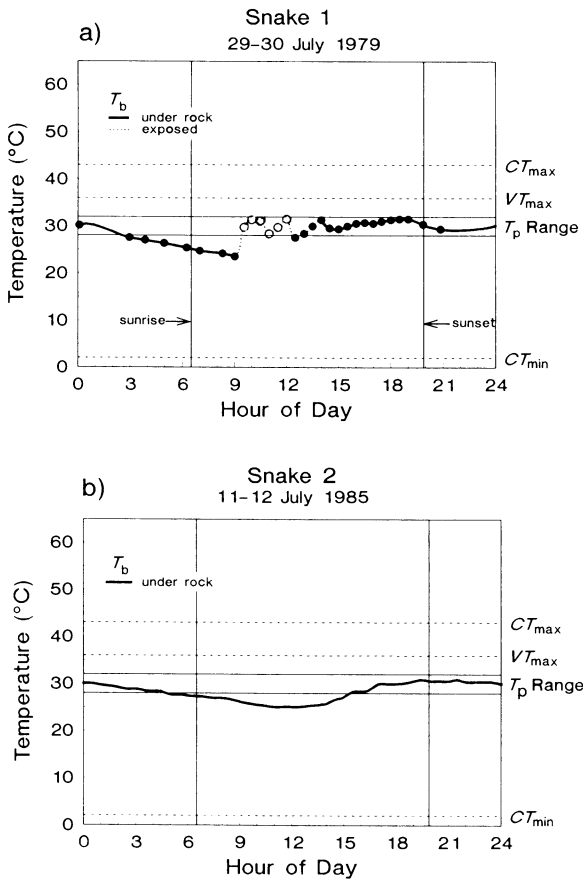 Snake 1
a)
29–30 July 1979
60
50
40
30
20
10
0
Temperature (°C)
Tb
under rock
exposed
CTmax
VTmax
Tp Range
CTmin
sunrise
sunset
0 3 6 9 12 15 18 21 24
Hour of Day
Snake 2
b)
11–12 July 1985
60
50
40
30
20
10
0
Temperature (°C)
Tb
under rock
CTmax
VTmax
Tp Range
CTmin
0 3 6 9 12 15 18 21 24
Hour of Day